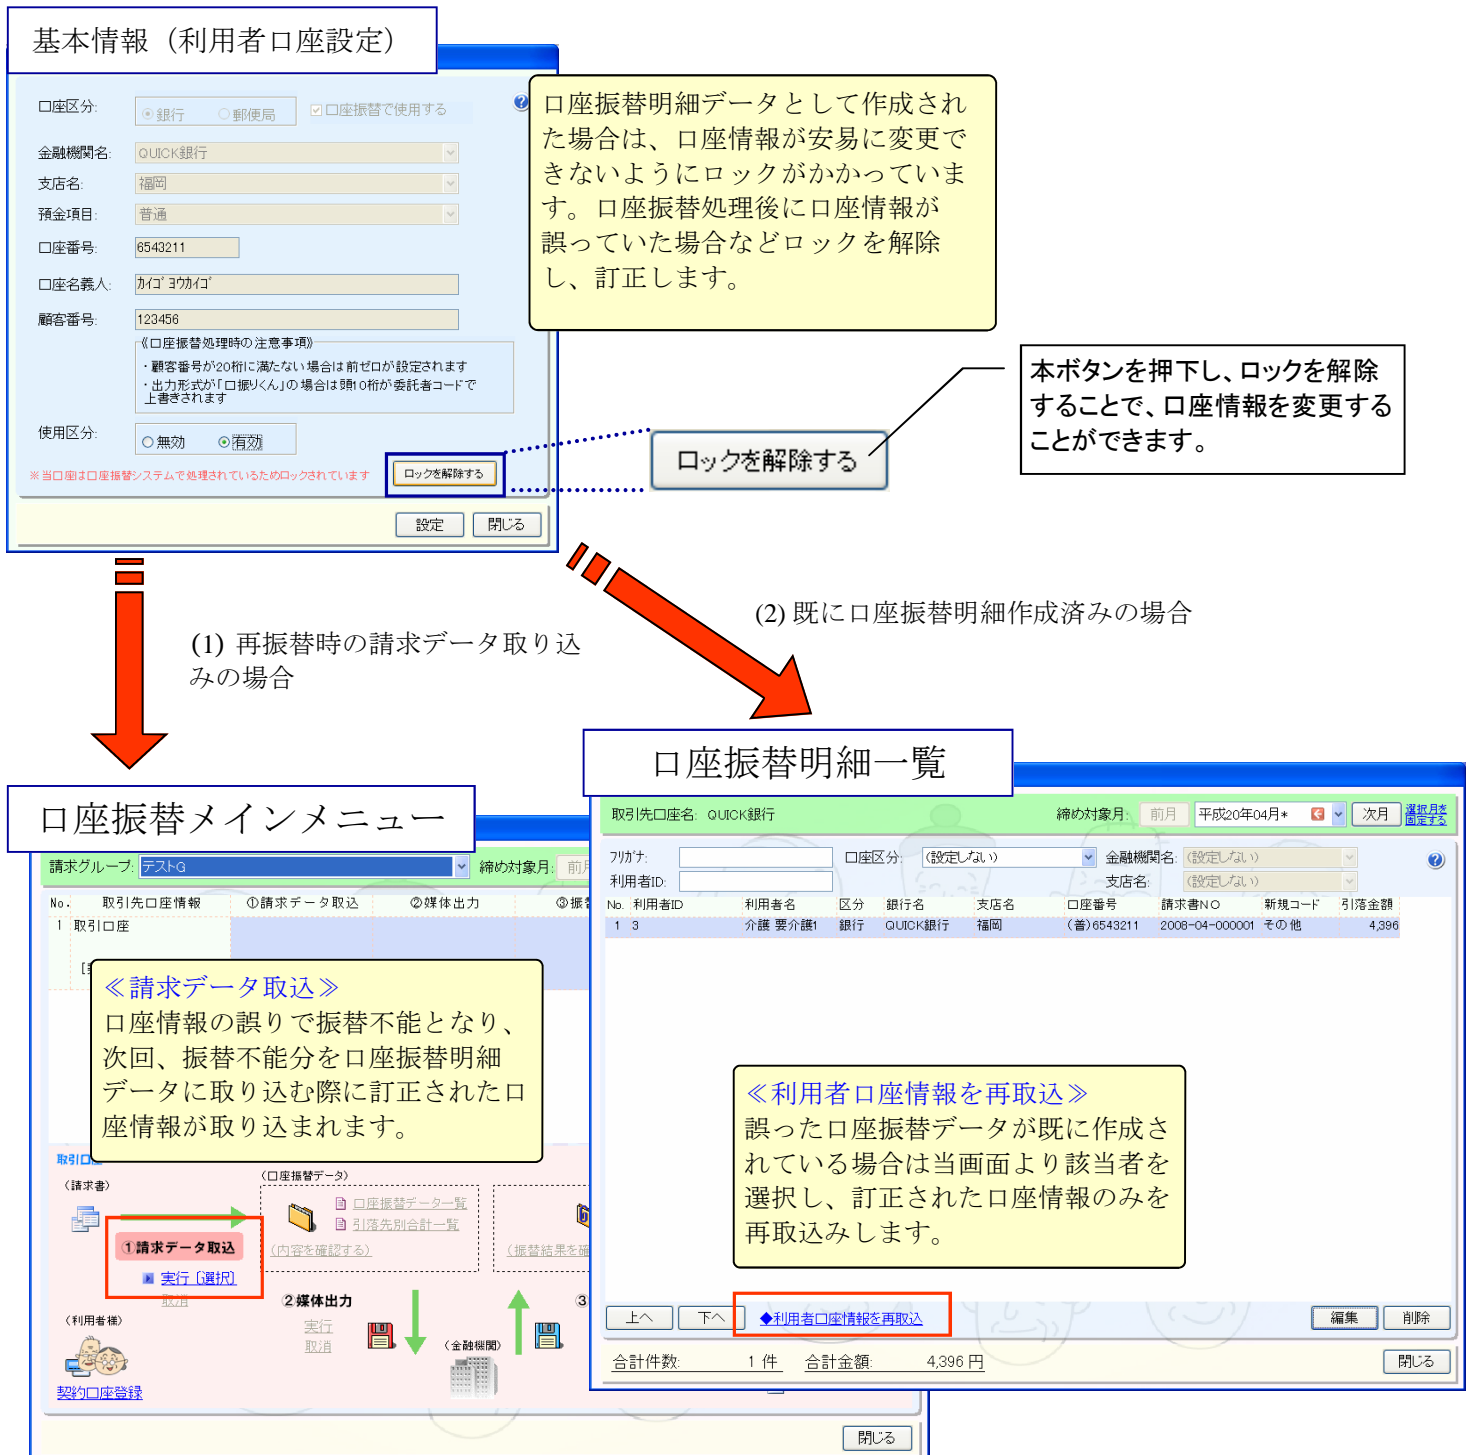 基本情報（利用者口座設定）
口座区分:
銀行
郵便局
口座振替で使用する
金融機関名:
QUICK銀行
支店名:
福岡
預金項目:
普通
口座番号:
6543211
口座名義人:
ｶｲｺﾞ ﾖｳｶｲｺﾞ
顧客番号:
123456
《口座振替処理時の注意事項》
・顧客番号が20桁に満たない場合は前ゼロが設定されます
・出力形式が「口振りくん」の場合は頭10桁が委託者コードで
上書きされます
使用区分:
無効
有効
※当口座は口座振替システムで処理されているためロックされています
ロックを解除する
設定
閉じる
口座振替明細データとして作成され
た場合は、口座情報が安易に変更で
きないようにロックがかかっていま
す。口座振替処理後に口座情報が
誤っていた場合などロックを解除
し、訂正します。
ロックを解除する
本ボタンを押下し、ロックを解除
することで、口座情報を変更する
ことができます。
(1) 再振替時の請求データ取り込
みの場合
(2) 既に口座振替明細作成済みの場合
口座振替メインメニュー
請求グループ:
テストG
締め対象月:
No.
取引先口座情報
①請求データ取込
②媒体出力
1
取引口座
≪請求データ取込≫
口座情報の誤りで振替不能となり、
次回、振替不能分を口座振替明細
データに取り込む際に訂正された口
座情報が取り込まれます。
(請求書)
(口座振替データ)
口座振替データ一覧
引落先別合計一覧
(内容を確認する)
①請求データ取込
実行 [選択]
取消
②媒体出力
実行
取消
(利用者様)
(金融機関)
契約口座登録
閉じる
口座振替明細一覧
取引先口座名: QUICK銀行
締め対象月:
前月
平成20年04月*
次月
選択月を
固定する
ﾌﾘｶﾞﾅ:
口座区分:
(設定しない)
金融機関名:
(設定しない)
利用者ID:
支店名:
(設定しない)
No. 利用者ID 利用者名 区分 銀行名 支店名 口座番号 請求書NO 新規コード 引落金額
1 3 介護 要介護1 銀行 QUICK銀行 福岡 (普)6543211 2008-04-000001 その他 4,396
≪利用者口座情報を再取込≫
誤った口座振替データが既に作成さ
れている場合は当画面より該当者を
選択し、訂正された口座情報のみを
再取込みします。
上へ
下へ
◆利用者口座情報を再取込
編集
削除
合計件数: 1 件 合計金額: 4,396 円
閉じる